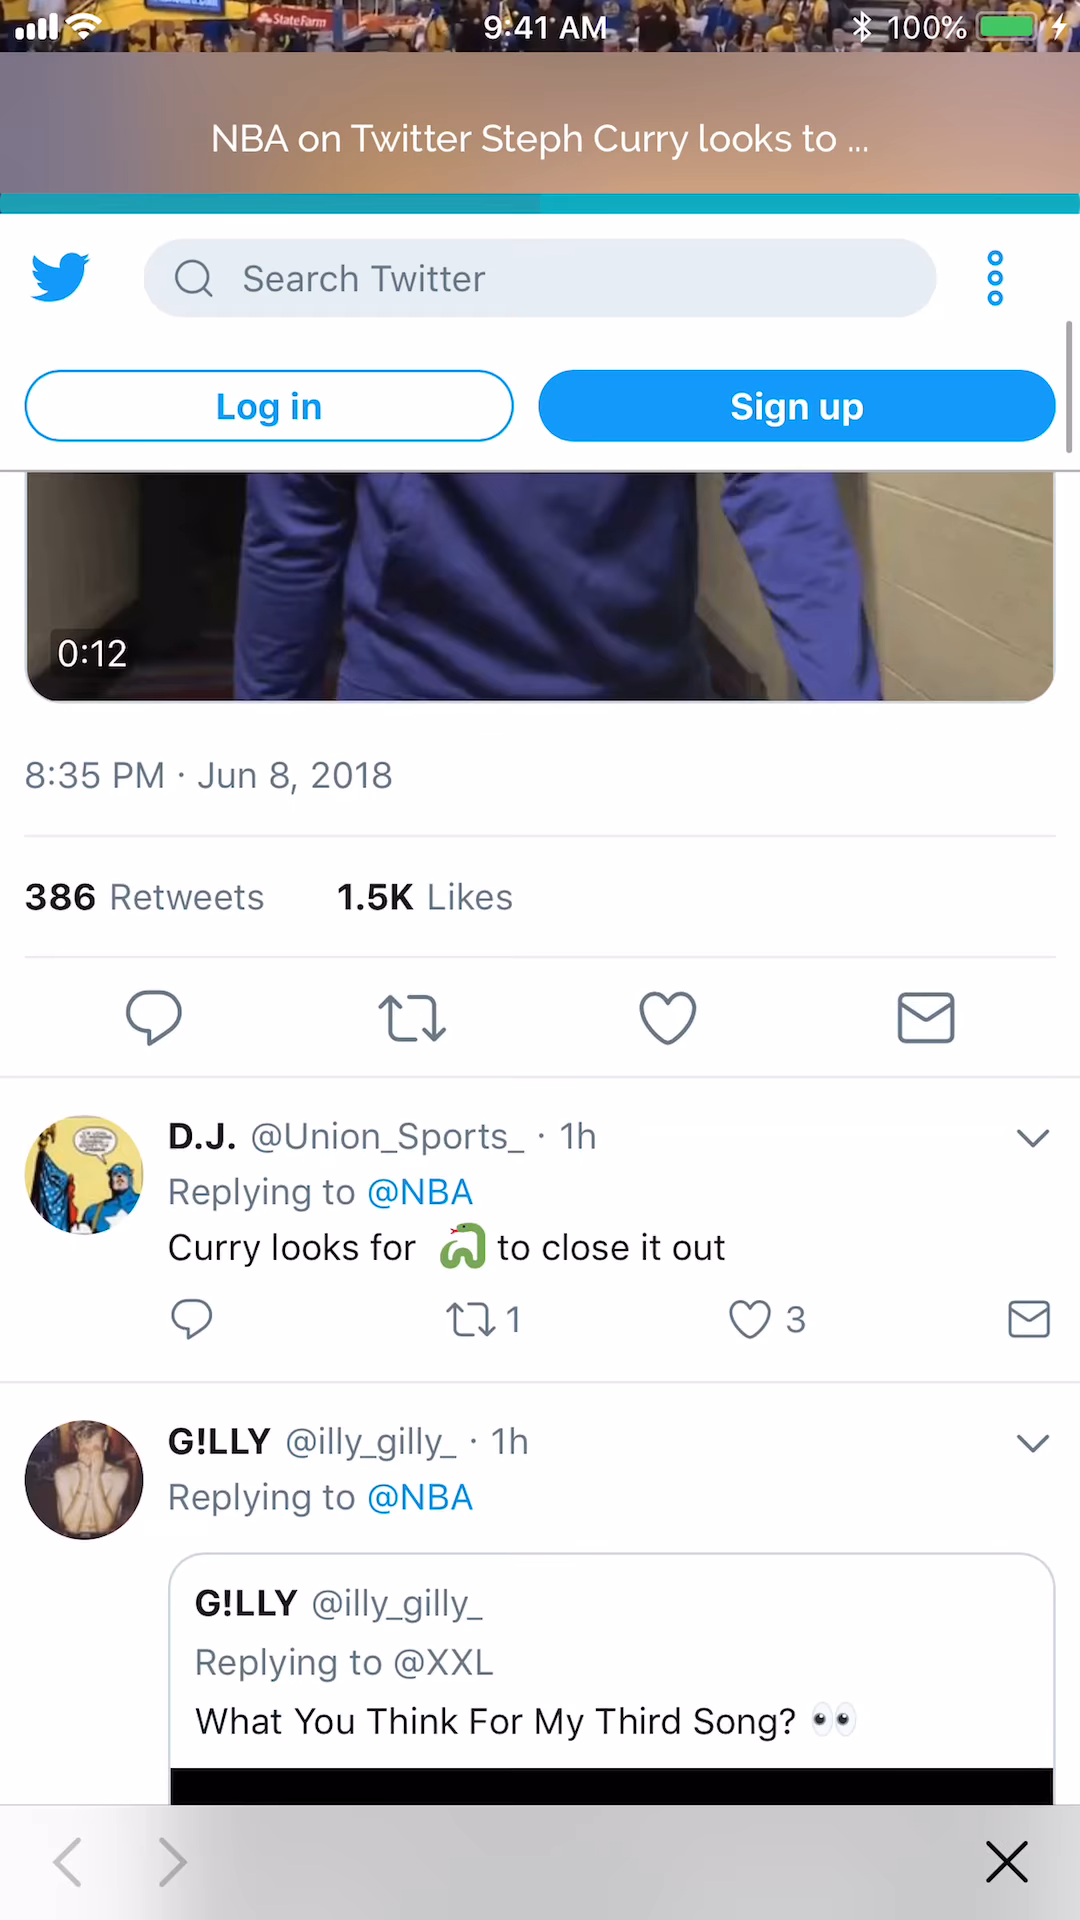 StateFarm
9:41 AM
100%
NBA on Twitter Steph Curry looks to ...
Search Twitter
Log in
Sign up
0:12
8:35 PM · Jun 8, 2018
386 Retweets 1.5K Likes
D.J. @Union_Sports_ · 1h
Replying to @NBA
Curry looks for 🐍 to close it out
1 3
G!LLY @illy_gilly_ · 1h
Replying to @NBA
G!LLY @illy_gilly_
Replying to @XXL
What You Think For My Third Song? 👀